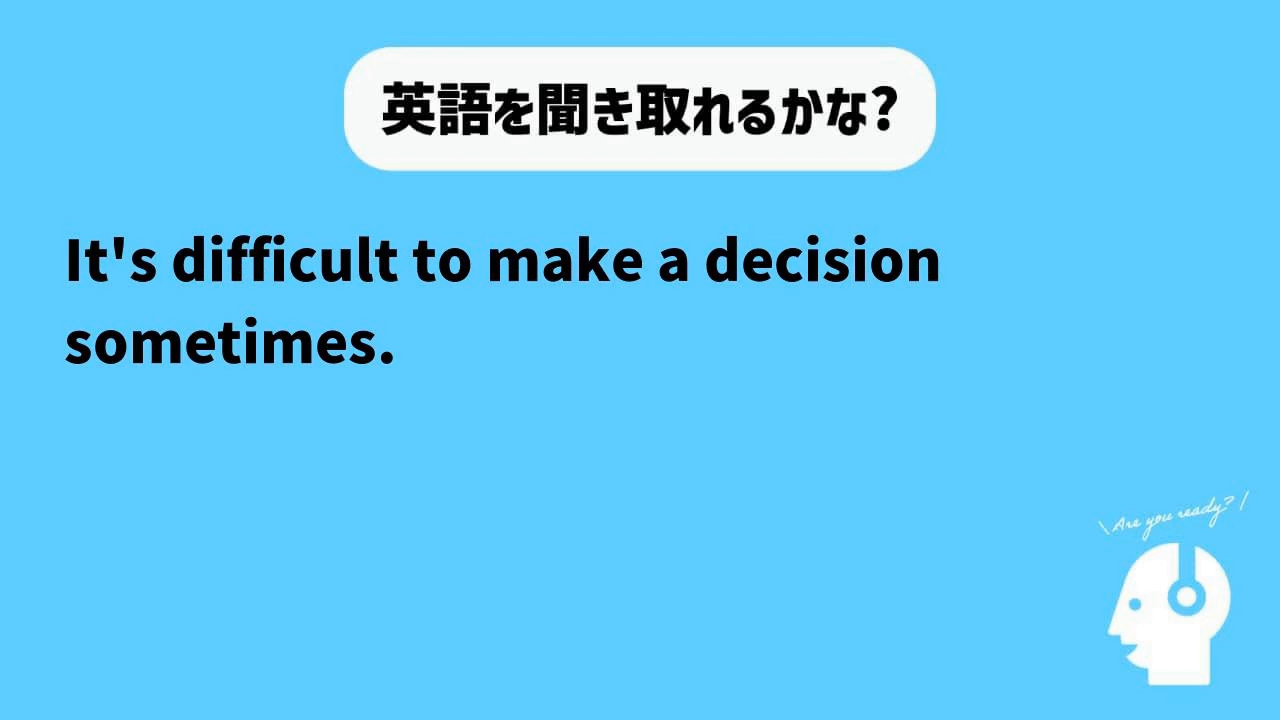 英語を聞き取れるかな?
It's difficult to make a decision
sometimes.
\ Are you ready? /